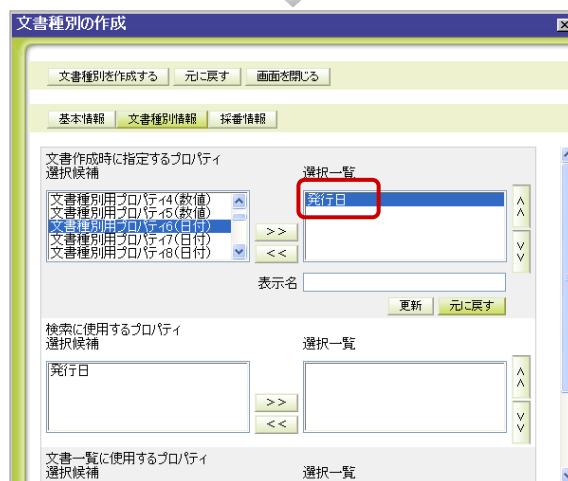 文書種別の作成
文書種別を作成する 元に戻す 画面を閉じる
基本情報 文書種別情報 採番情報
文書作成時に指定するプロパティ
選択候補 選択一覧
文書種別用プロパティ4(数値) 発行日
文書種別用プロパティ5(数値)
文書種別用プロパティ6(日付)
文書種別用プロパティ7(日付)
文書種別用プロパティ8(日付)
>>
<<
表示名
更新 元に戻す
検索に使用するプロパティ
選択候補 選択一覧
発行日
>>
<<
文書一覧に使用するプロパティ
選択候補 選択一覧